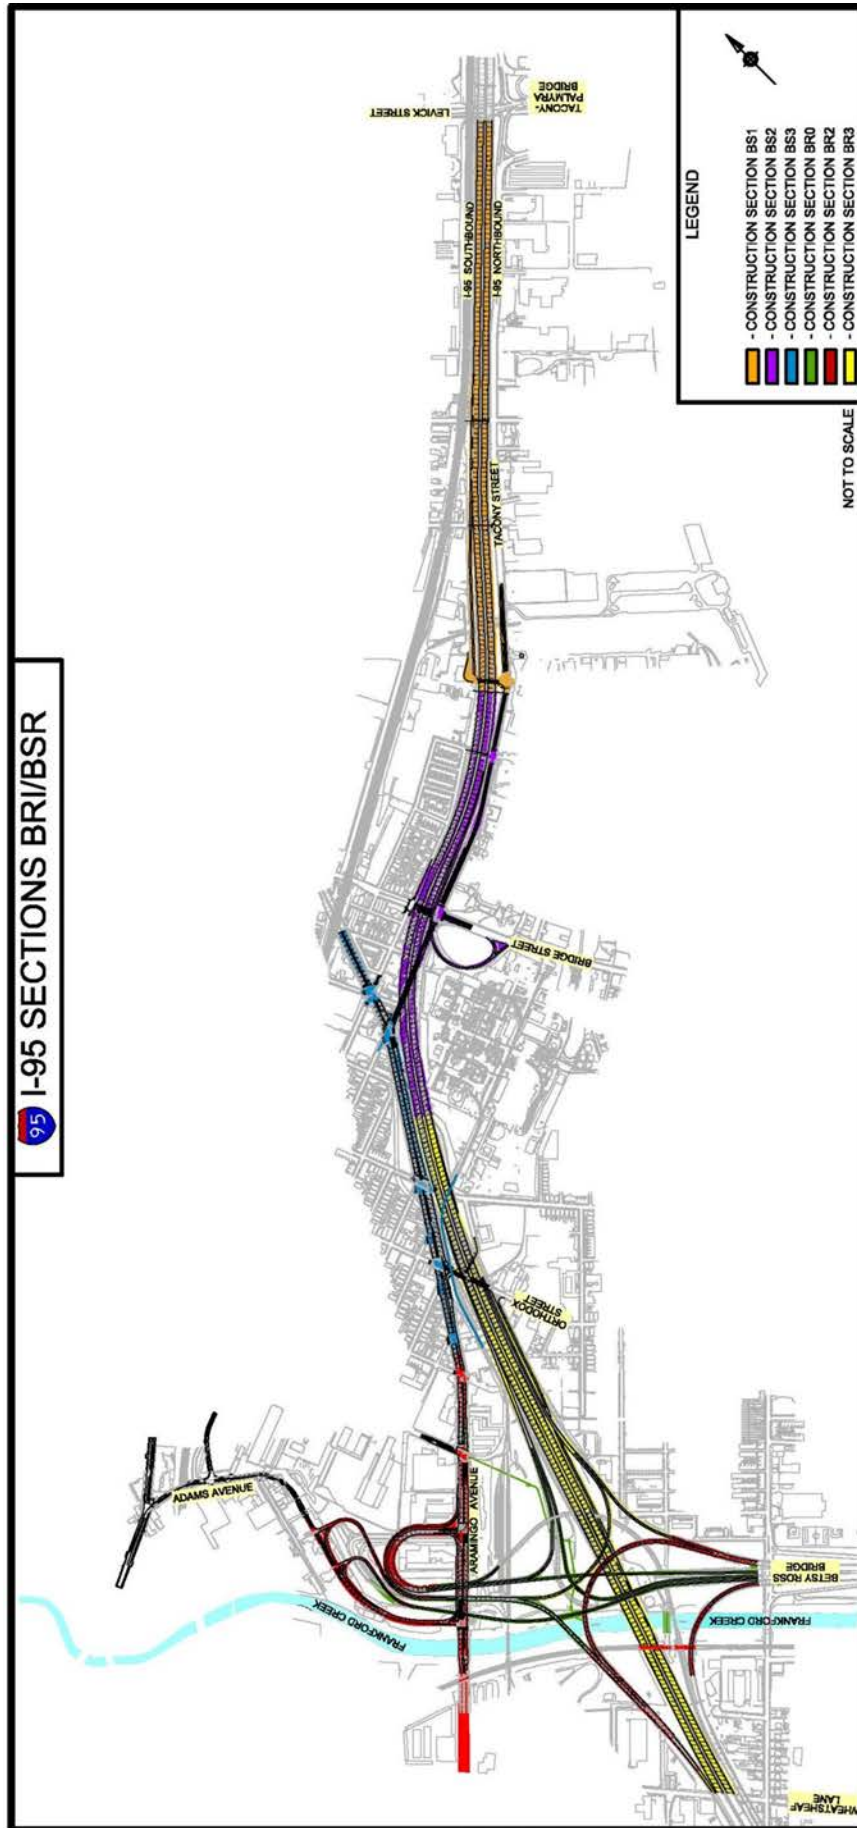 95
I-95 SECTIONS BRI/BSR
LEVICK STREET
TACONY-
PALMYRA
BRIDGE
I-95 SOUTHBOUND
I-95 NORTHBOUND
TACONY STREET
BRIDGE STREET
ORTHODOX
STREET
ADAMS AVENUE
ARAMINGO AVENUE
FRANKFORD CREEK
FRANKFORD CREEK
BETSY ROSS
BRIDGE
WHEATSHEAF
LANE
LEGEND
- CONSTRUCTION SECTION BS1
- CONSTRUCTION SECTION BS2
- CONSTRUCTION SECTION BS3
- CONSTRUCTION SECTION BR0
- CONSTRUCTION SECTION BR2
- CONSTRUCTION SECTION BR3
NOT TO SCALE